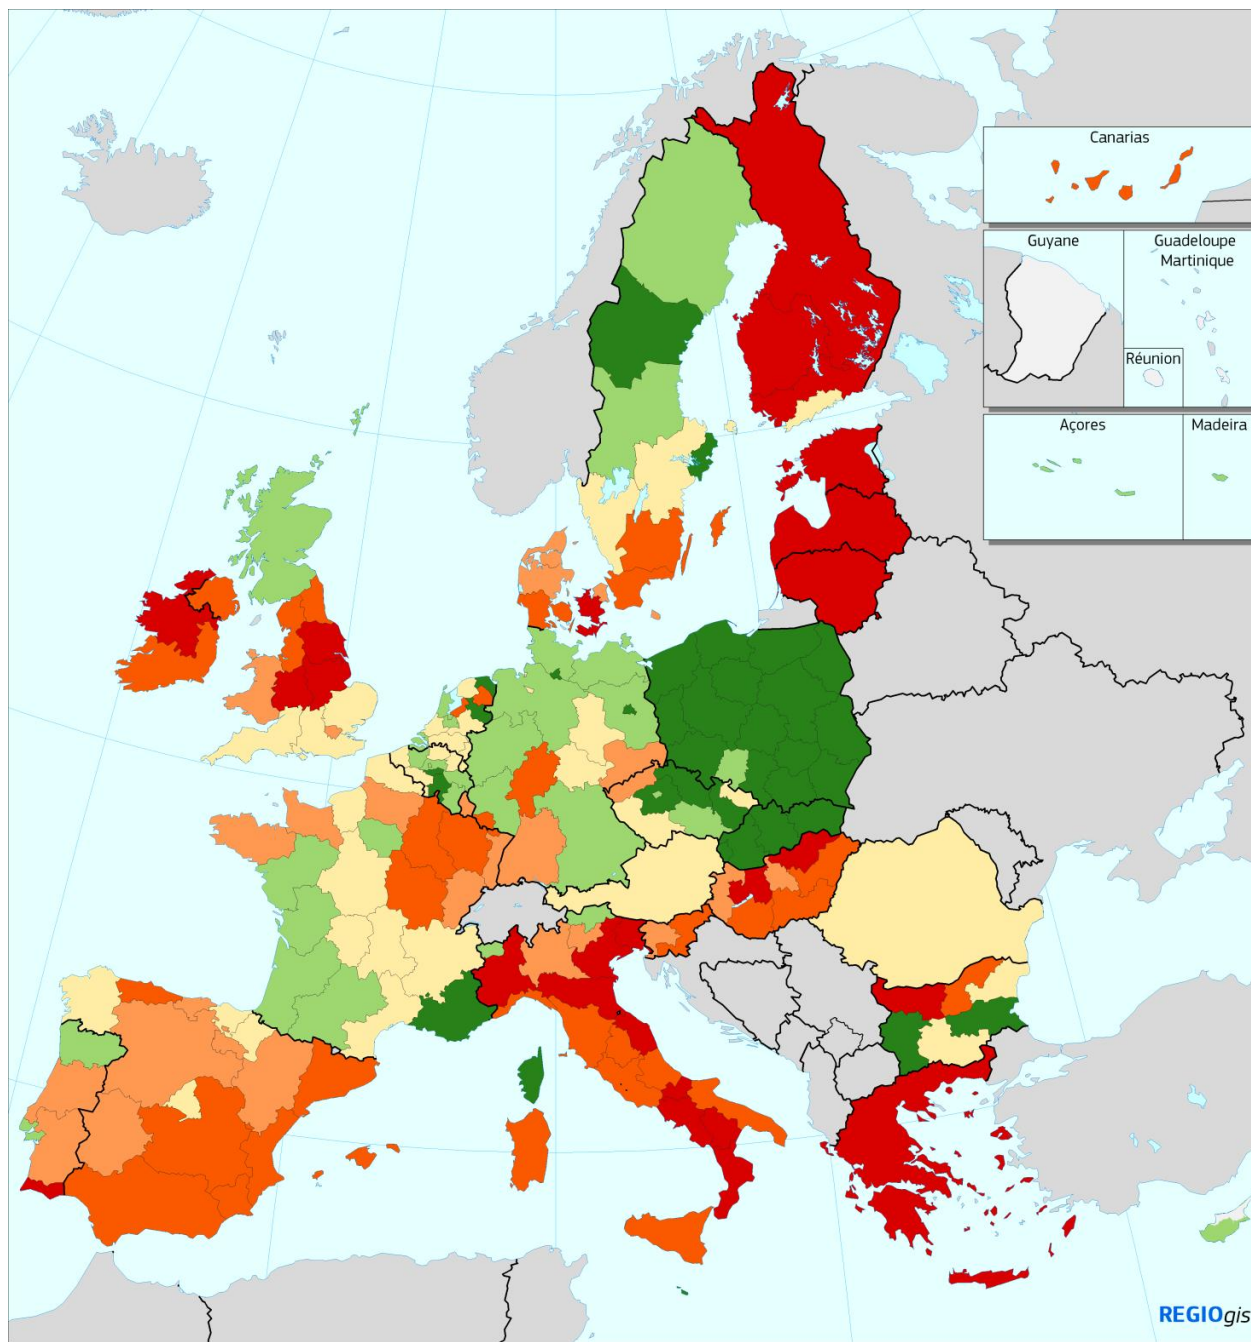 Canarias
Guyane
Guadeloupe
Martinique
Réunion
Açores
Madeira
REGIOgis